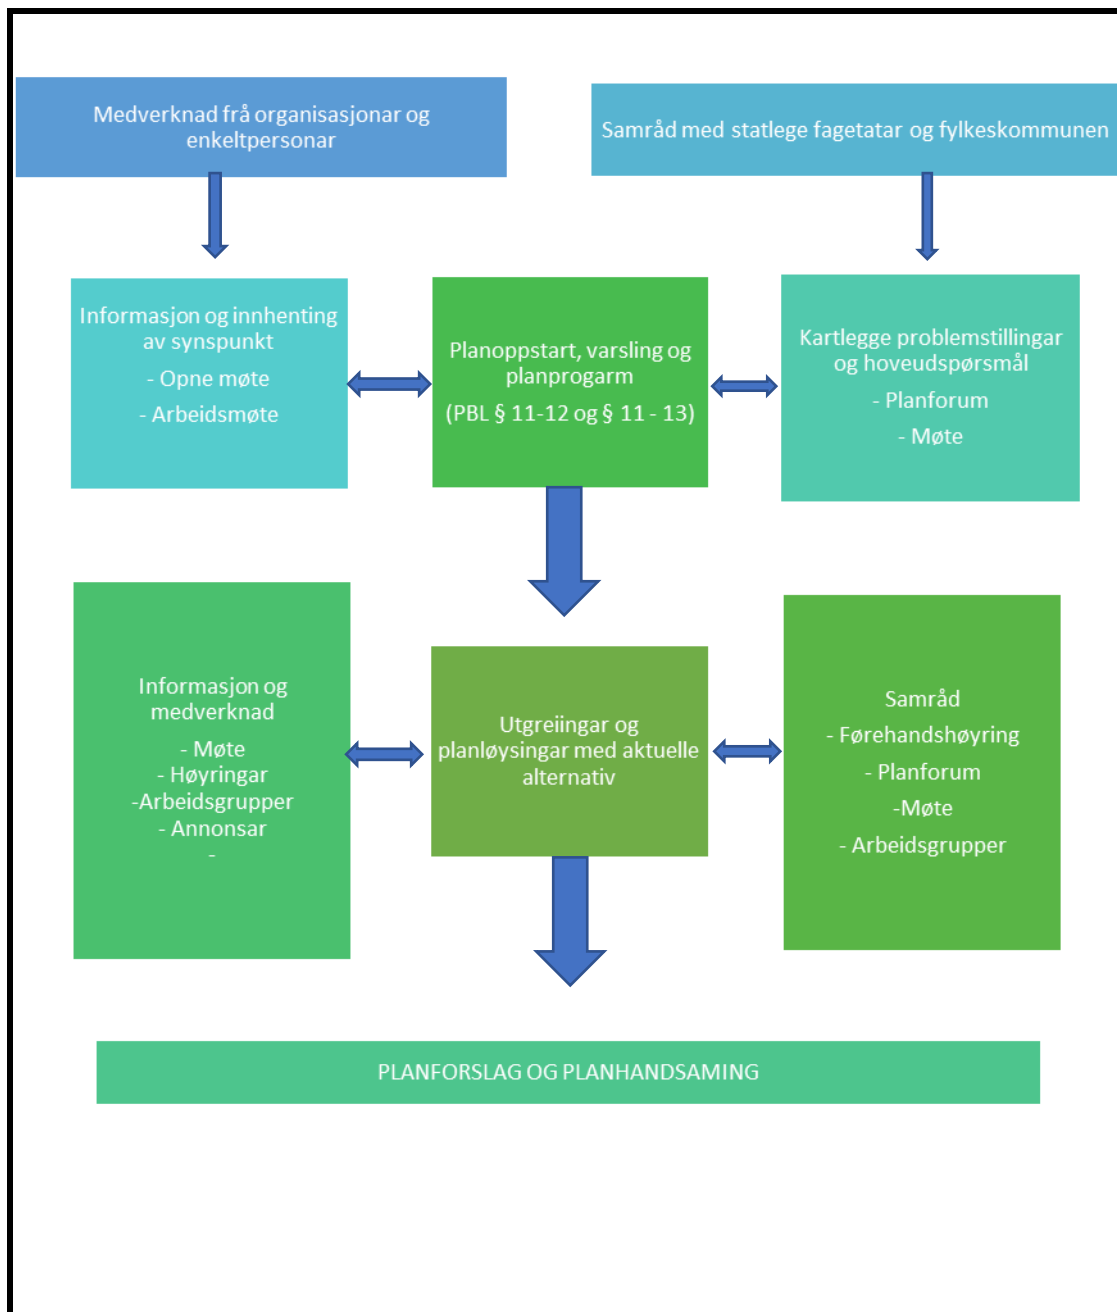 Medverknad frå organisasjonar og
enkeltpersonar
Samråd med statlege fagetatar og fylkeskommunen
Informasjon og innhenting
av synspunkt
- Opne møte
- Arbeidsmøte
Planoppstart, varsling og
planprogarm
(PBL § 11-12 og § 11 - 13)
Kartlegge problemstillingar
og hoveudspørsmål
- Planforum
- Møte
Informasjon og
medverknad
- Møte
- Høyringar
-Arbeidsgrupper
- Annonsar
-
Utgreiingar og
planløysingar med aktuelle
alternativ
Samråd
- Førehandshøyring
- Planforum
-Møte
- Arbeidsgrupper
PLANFORSLAG OG PLANHANDSAMING